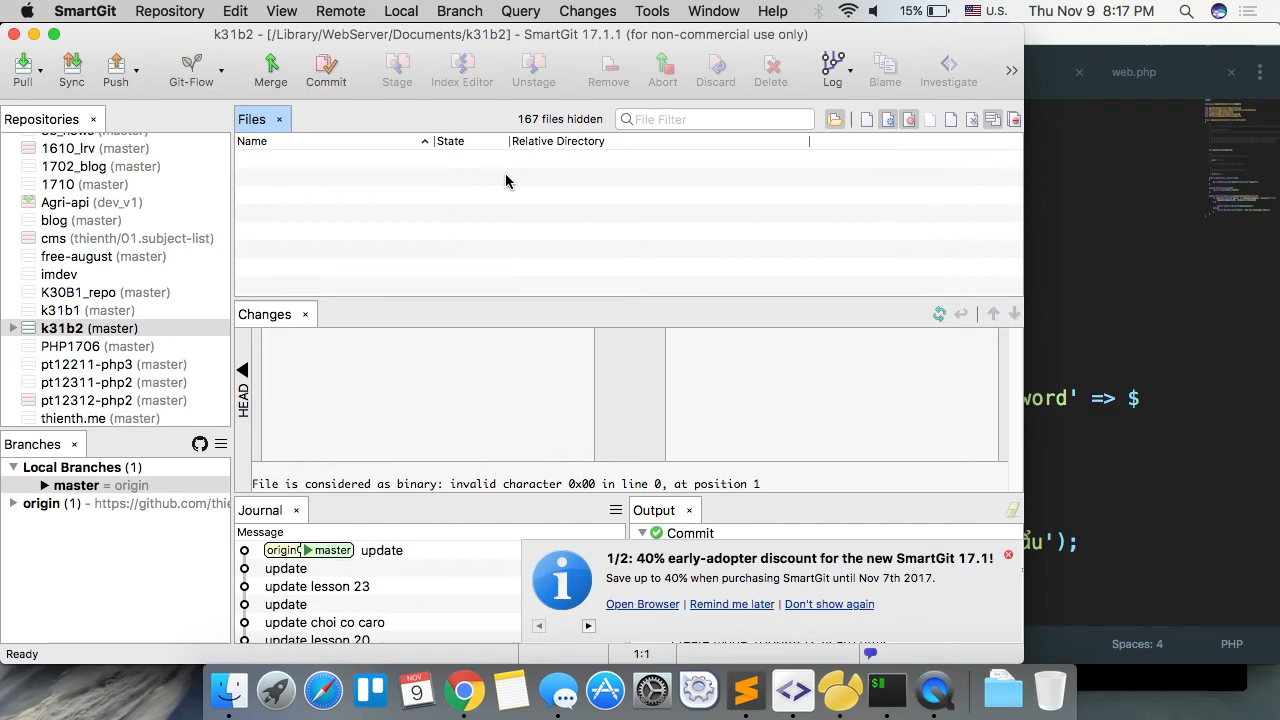 SmartGit Repository Edit View Remote Local Branch Query Changes Tools Window Help 15% U.S. Thu Nov 9 8:17 PM
k31b2 - [/Library/WebServer/Documents/k31b2] - SmartGit 17.1.1 (for non-commercial use only)
Pull Sync Push Git-Flow Merge Commit Stage Index Editor Unstage Remove Abort Discard Delete Log Blame Investigate
web.php
Repositories
Files
167 files hidden
File Filter
Name State Relative Directory
1610_lrv (master)
1702_blog (master)
1710 (master)
Agri-api (dev_v1)
blog (master)
cms (thienth/01.subject-list)
free-august (master)
imdev
K30B1_repo (master)
k31b1 (master)
k31b2 (master)
PHP1706 (master)
pt12211-php3 (master)
pt12311-php2 (master)
pt12312-php2 (master)
thienth.me (master)
Changes
HEAD
File is considered as binary: invalid character 0x00 in line 0, at position 1
word' => $
ẩu');
Branches
Local Branches (1)
master = origin
origin (1) - https://github.com/thie
Journal
Message
origin master update
update
update lesson 23
update
update choi co caro
update lesson 20
Output
Commit
1/2: 40% early-adopter discount for the new SmartGit 17.1!
Save up to 40% when purchasing SmartGit until Nov 7th 2017.
Open Browser | Remind me later | Don't show again
Ready
1:1
Spaces: 4
PHP
NOV
9
$